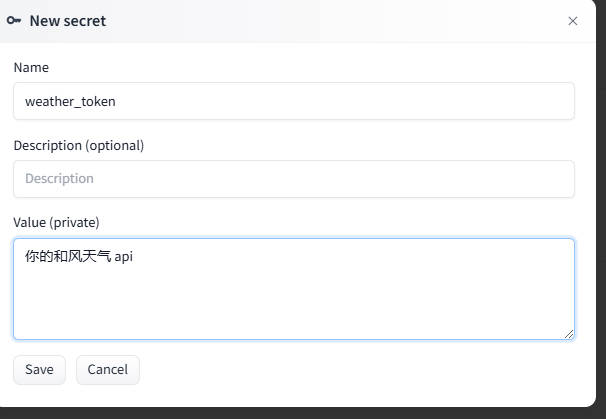 New secret
Name
weather_token
Description (optional)
Description
Value (private)
你的和风天气 api
Save
Cancel